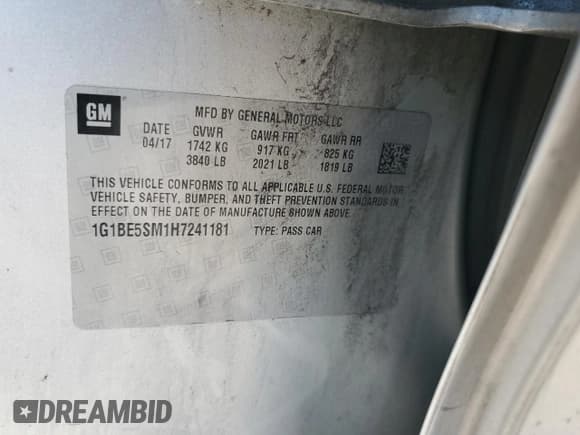 GM
MFD BY GENERAL MOTORS LLC
DATE GVWR GAWR FRT GAWR RR
04/17 1742 KG 917 KG 825 KG
3840 LB 2021 LB 1819 LB
THIS VEHICLE CONFORMS TO ALL APPLICABLE U.S. FEDERAL MOTOR
VEHICLE SAFETY, BUMPER, AND THEFT PREVENTION STANDARDS IN
EFFECT ON THE DATE OF MANUFACTURE SHOWN ABOVE.
1G1BE5SM1H7241181 TYPE: PASS CAR
DREAMBID